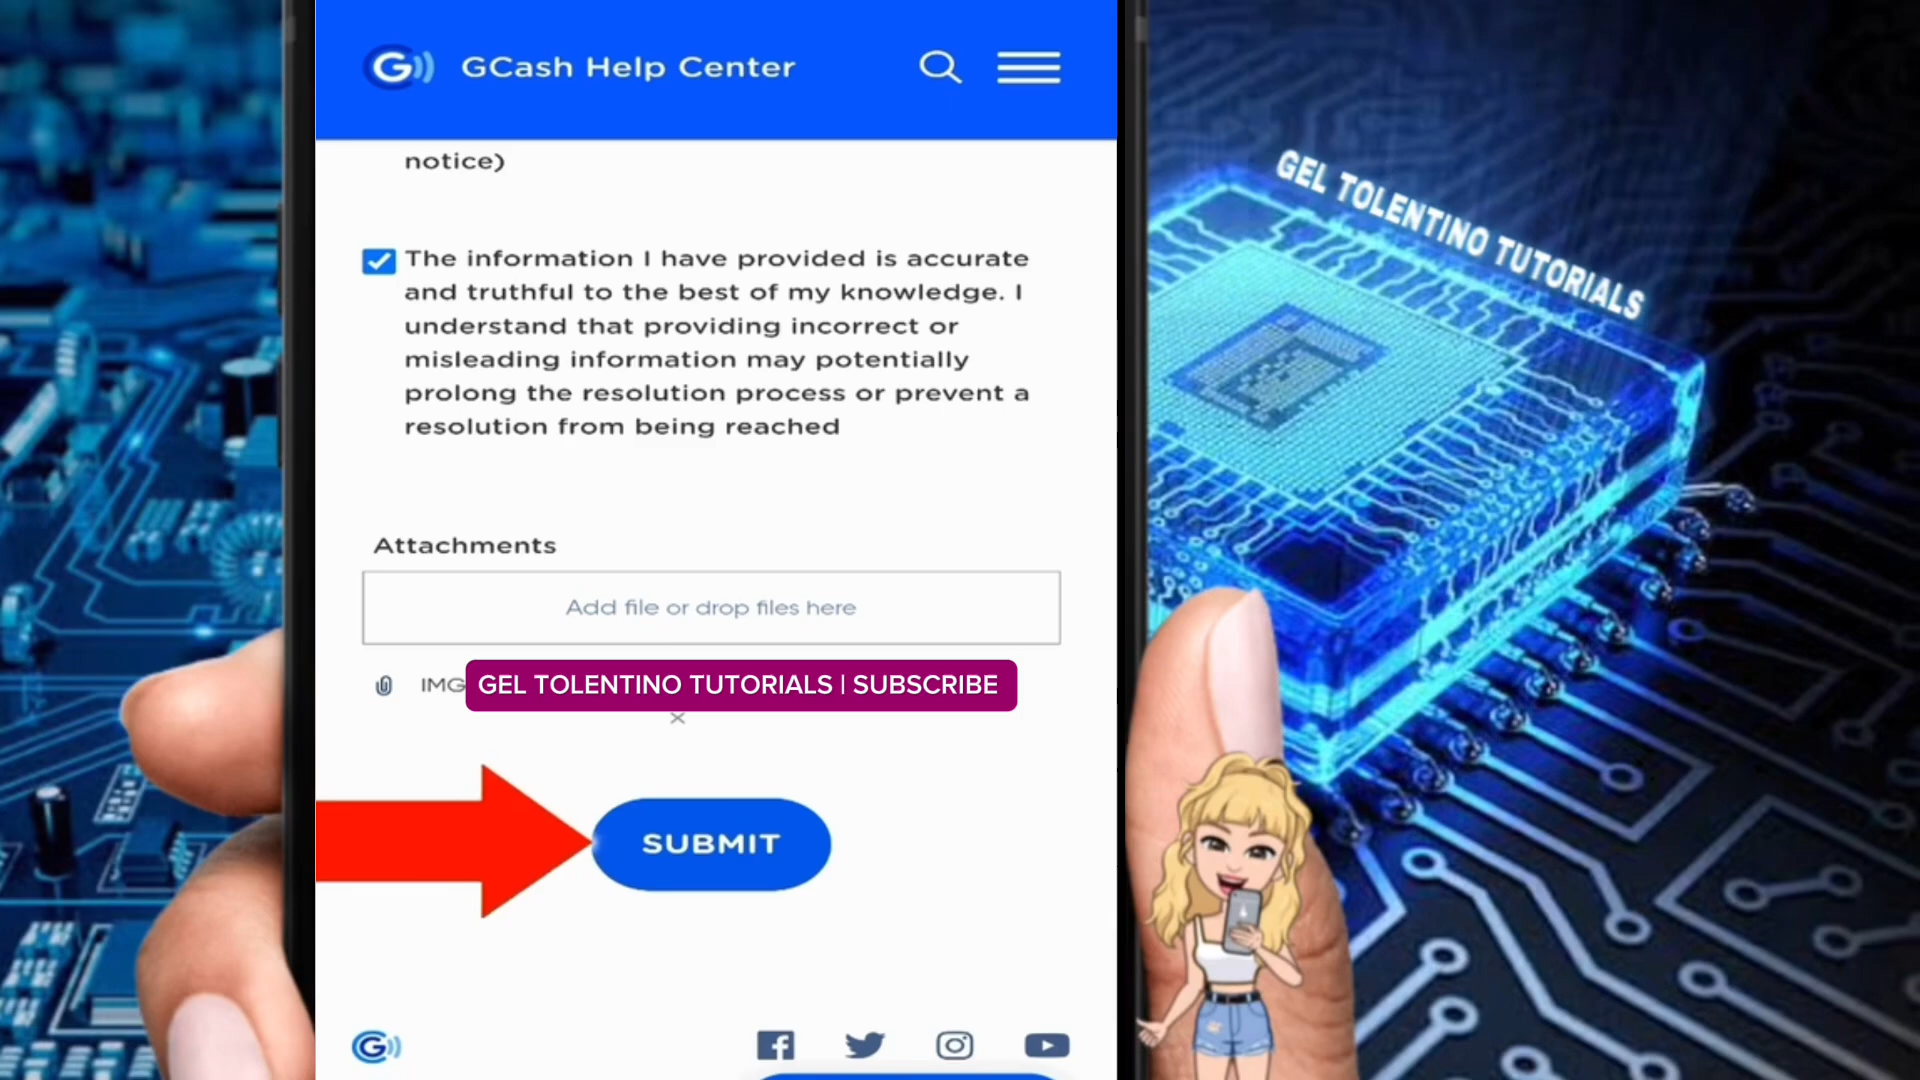 GCash Help Center
notice)
The information I have provided is accurate
and truthful to the best of my knowledge. I
understand that providing incorrect or
misleading information may potentially
prolong the resolution process or prevent a
resolution from being reached
Attachments
Add file or drop files here
IMG
GEL TOLENTINO TUTORIALS | SUBSCRIBE
SUBMIT
GEL TOLENTINO TUTORIALS